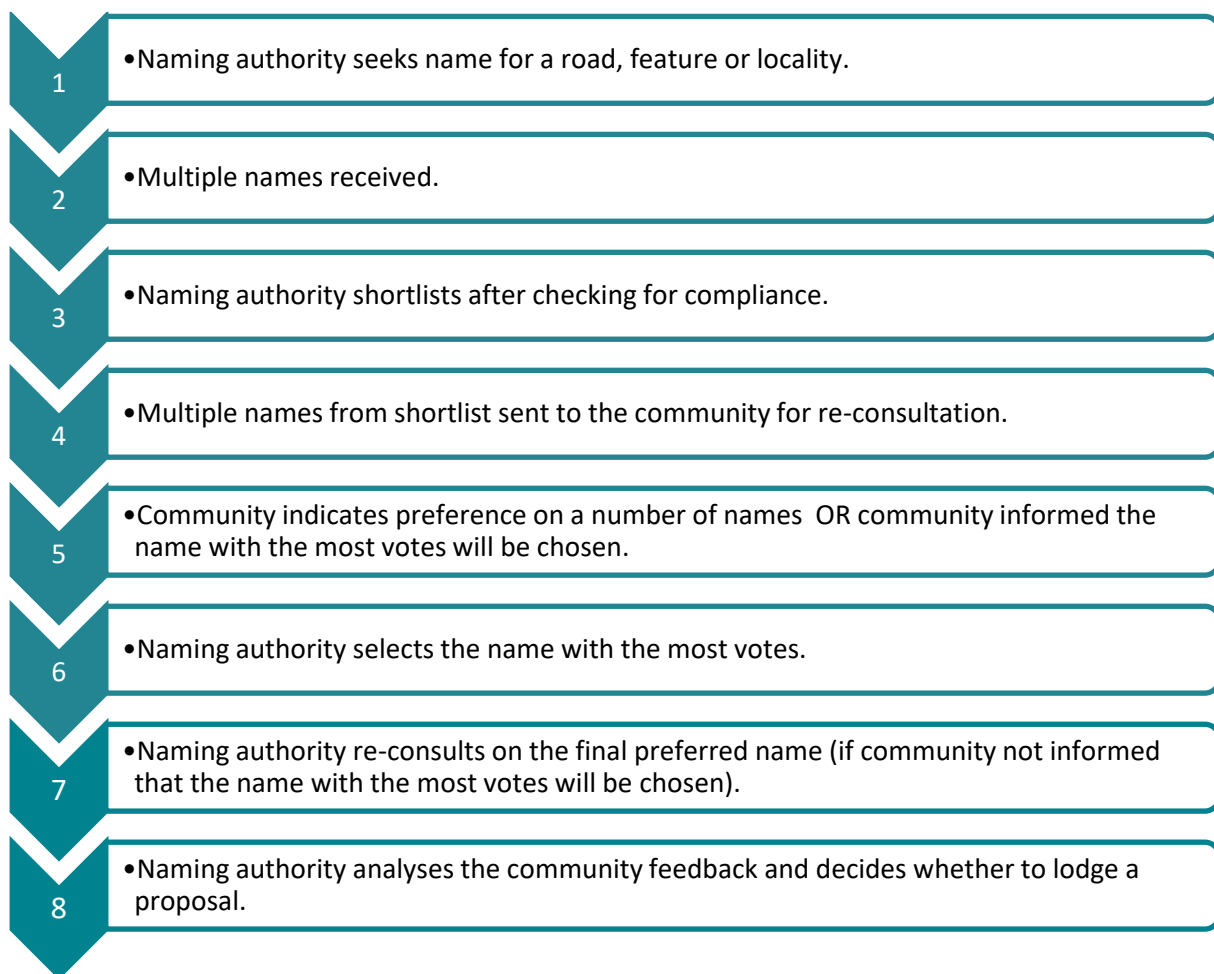 1
•Naming authority seeks name for a road, feature or locality.
2
•Multiple names received.
3
•Naming authority shortlists after checking for compliance.
4
•Multiple names from shortlist sent to the community for re-consultation.
5
•Community indicates preference on a number of names  OR community informed the
name with the most votes will be chosen.
6
•Naming authority selects the name with the most votes.
7
•Naming authority re-consults on the final preferred name (if community not informed
that the name with the most votes will be chosen).
8
•Naming authority analyses the community feedback and decides whether to lodge a
proposal.